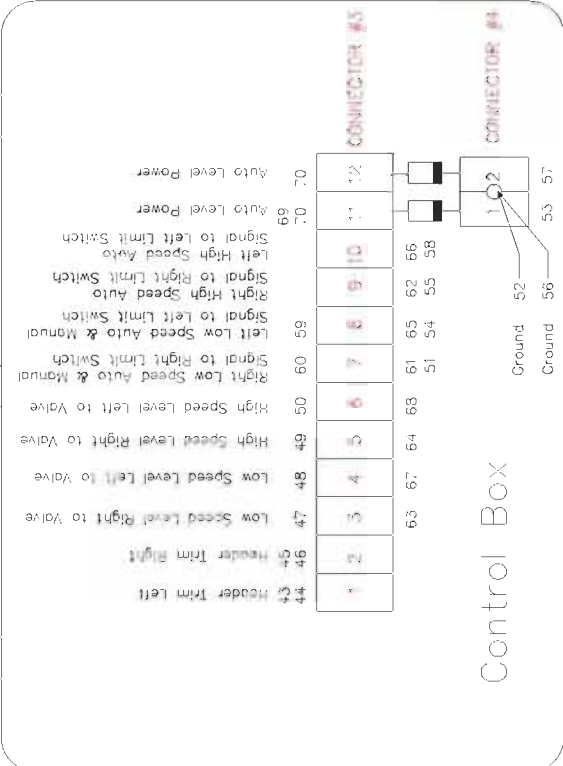 CONNECTOR #3
CONNECTOR #4
Auto Level Power
70
12
2
57
Auto Level Power
69
70
11
1
53
Left High Speed Auto
Signal to Left Limit Switch
10
66
58
Right High Speed Auto
Signal to Right Limit Switch
9
62
55
Left Low Speed Auto & Manual
Signal to Left Limit Switch
59
8
65
54
Right Low Speed Auto & Manual
Signal to Right Limit Switch
60
7
61
51
High Speed Level Left to Valve
50
6
68
High Speed Level Right to Valve
49
5
64
Low Speed Level Left to Valve
48
4
67
Low Speed Level Right to Valve
47
3
63
Header Trim Right
45
46
2
Header Trim Left
43
44
1
Ground 52
Ground 56
Control Box